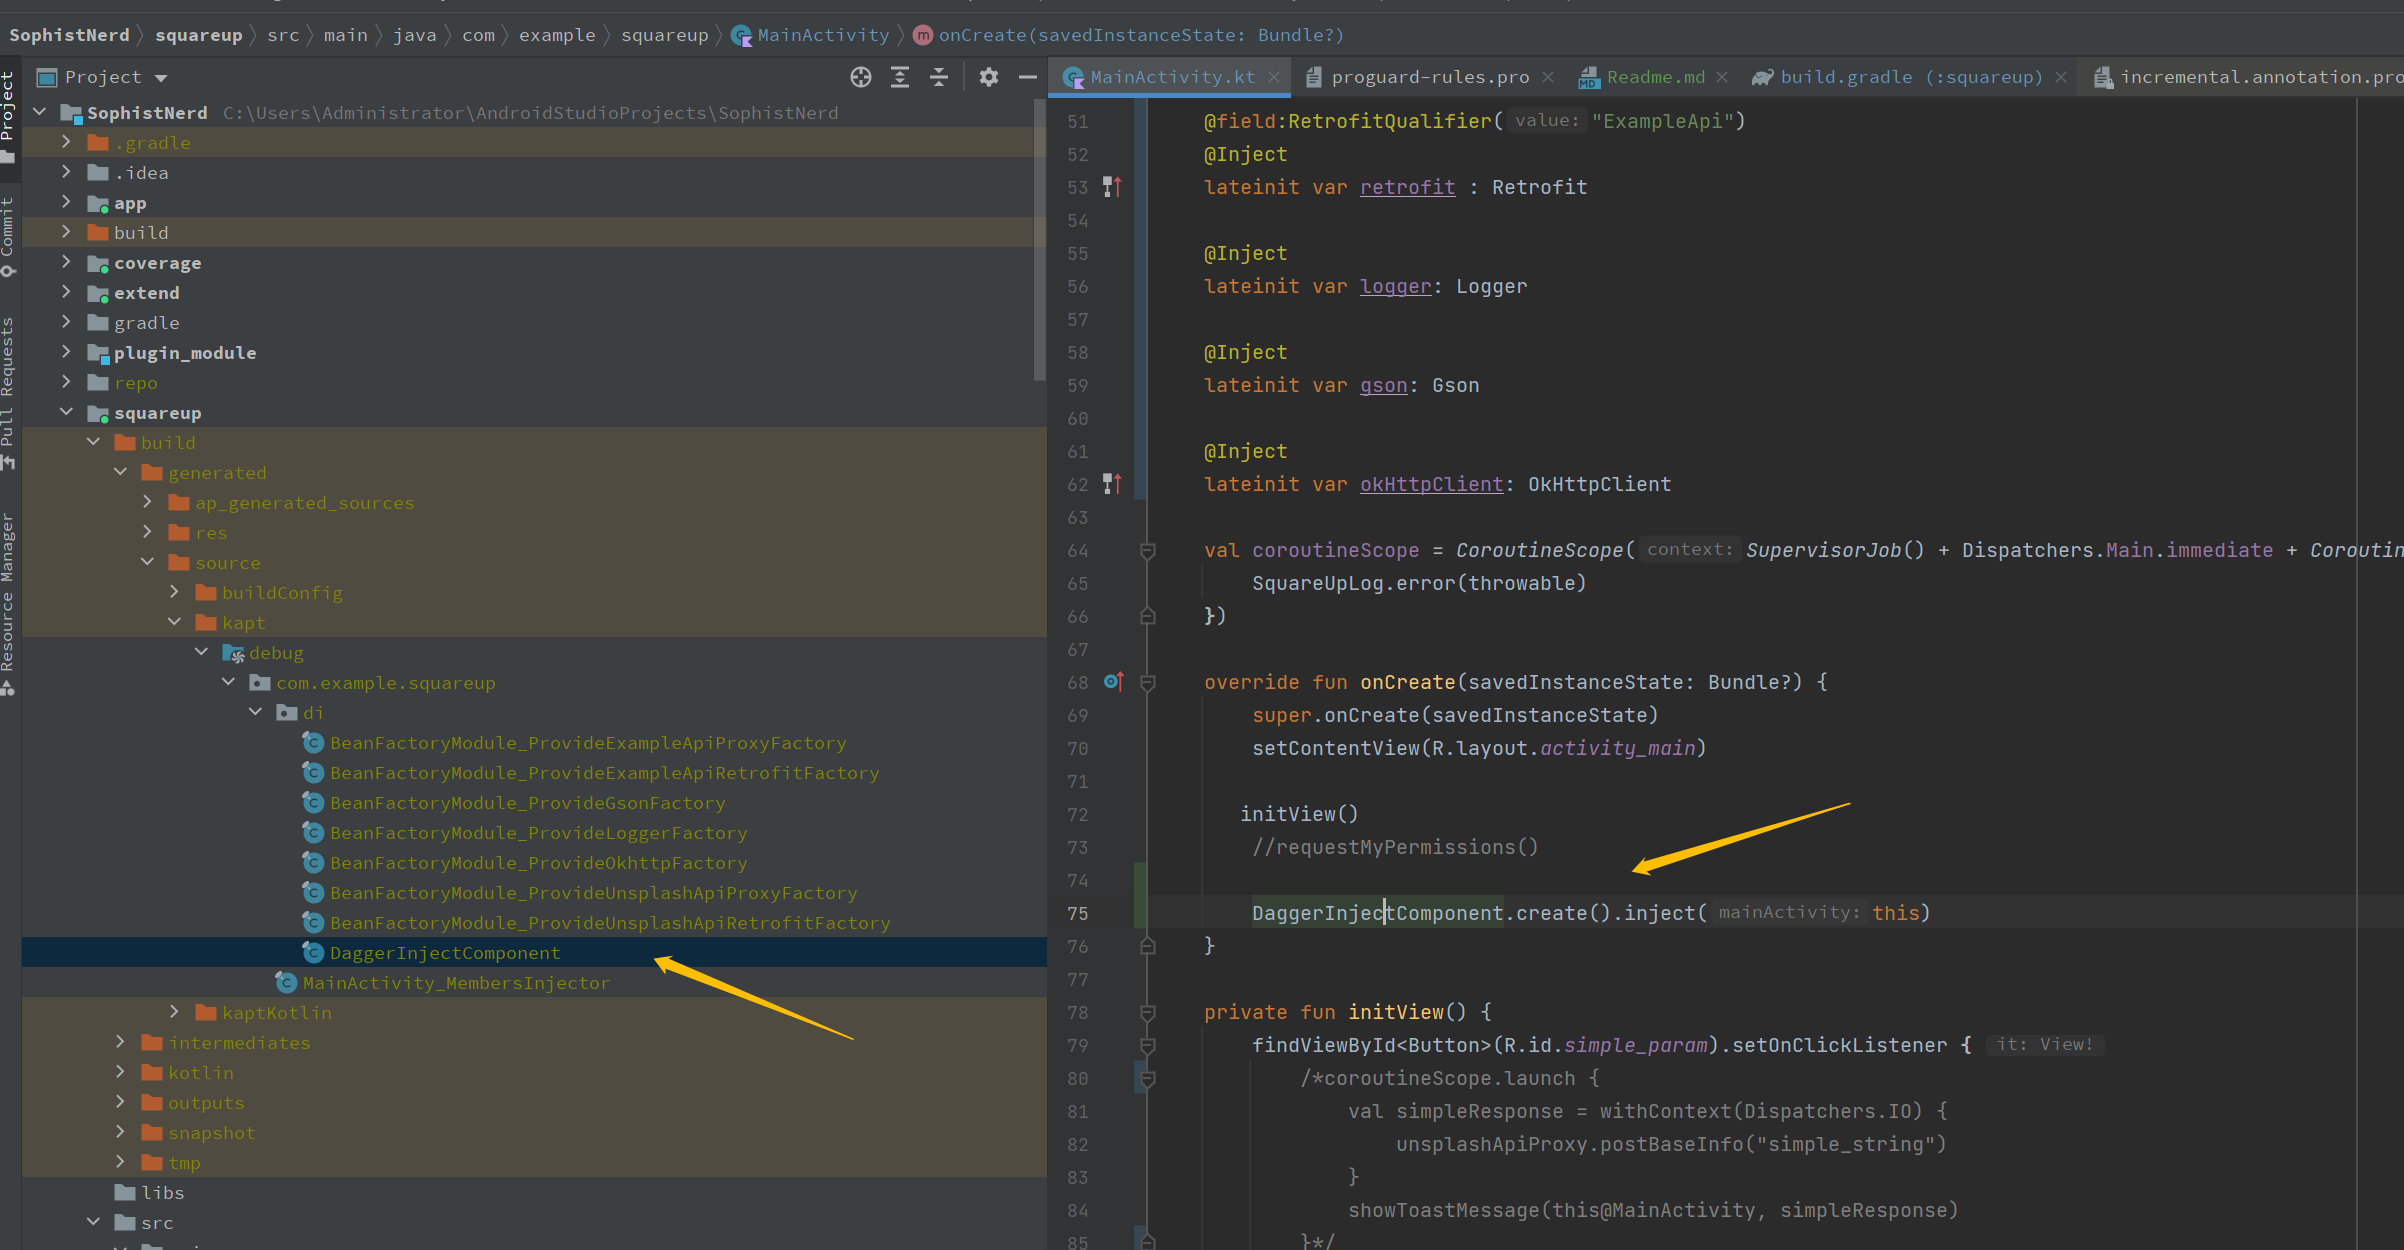 SophistNerd squareup src main java com example squareup MainActivity onCreate(savedInstanceState: Bundle?)
Project
MainActivity.kt proguard-rules.pro Readme.md build.gradle (:squareup) incremental.annotation.pro
Project
Commit
Pull Requests
Resource Manager
SophistNerd C:\Users\Administrator\AndroidStudioProjects\SophistNerd
.gradle
.idea
app
build
coverage
extend
gradle
plugin_module
repo
squareup
build
generated
ap_generated_sources
res
source
buildConfig
kapt
debug
com.example.squareup
di
BeanFactoryModule_ProvideExampleApiProxyFactory
BeanFactoryModule_ProvideExampleApiRetrofitFactory
BeanFactoryModule_ProvideGsonFactory
BeanFactoryModule_ProvideLoggerFactory
BeanFactoryModule_ProvideOkhttpFactory
BeanFactoryModule_ProvideUnsplashApiProxyFactory
BeanFactoryModule_ProvideUnsplashApiRetrofitFactory
DaggerInjectComponent
MainActivity_MembersInjector
kaptKotlin
intermediates
kotlin
outputs
snapshot
tmp
libs
src
51 @field:RetrofitQualifier( value: "ExampleApi")
52 @Inject
53 lateinit var retrofit : Retrofit
54
55 @Inject
56 lateinit var logger: Logger
57
58 @Inject
59 lateinit var gson: Gson
60
61 @Inject
62 lateinit var okHttpClient: OkHttpClient
63
64 val coroutineScope = CoroutineScope( context: SupervisorJob() + Dispatchers.Main.immediate + Coroutin
65 SquareUpLog.error(throwable)
66 })
67
68 override fun onCreate(savedInstanceState: Bundle?) {
69 super.onCreate(savedInstanceState)
70 setContentView(R.layout.activity_main)
71
72 initView()
73 //requestMyPermissions()
74
75 DaggerInjectComponent.create().inject( mainActivity: this)
76 }
77
78 private fun initView() {
79 findViewById<Button>(R.id.simple_param).setOnClickListener { it: View!
80 /*coroutineScope.launch {
81 val simpleResponse = withContext(Dispatchers.IO) {
82 unsplashApiProxy.postBaseInfo("simple_string")
83 }
84 showToastMessage(this@MainActivity, simpleResponse)
85 }*/